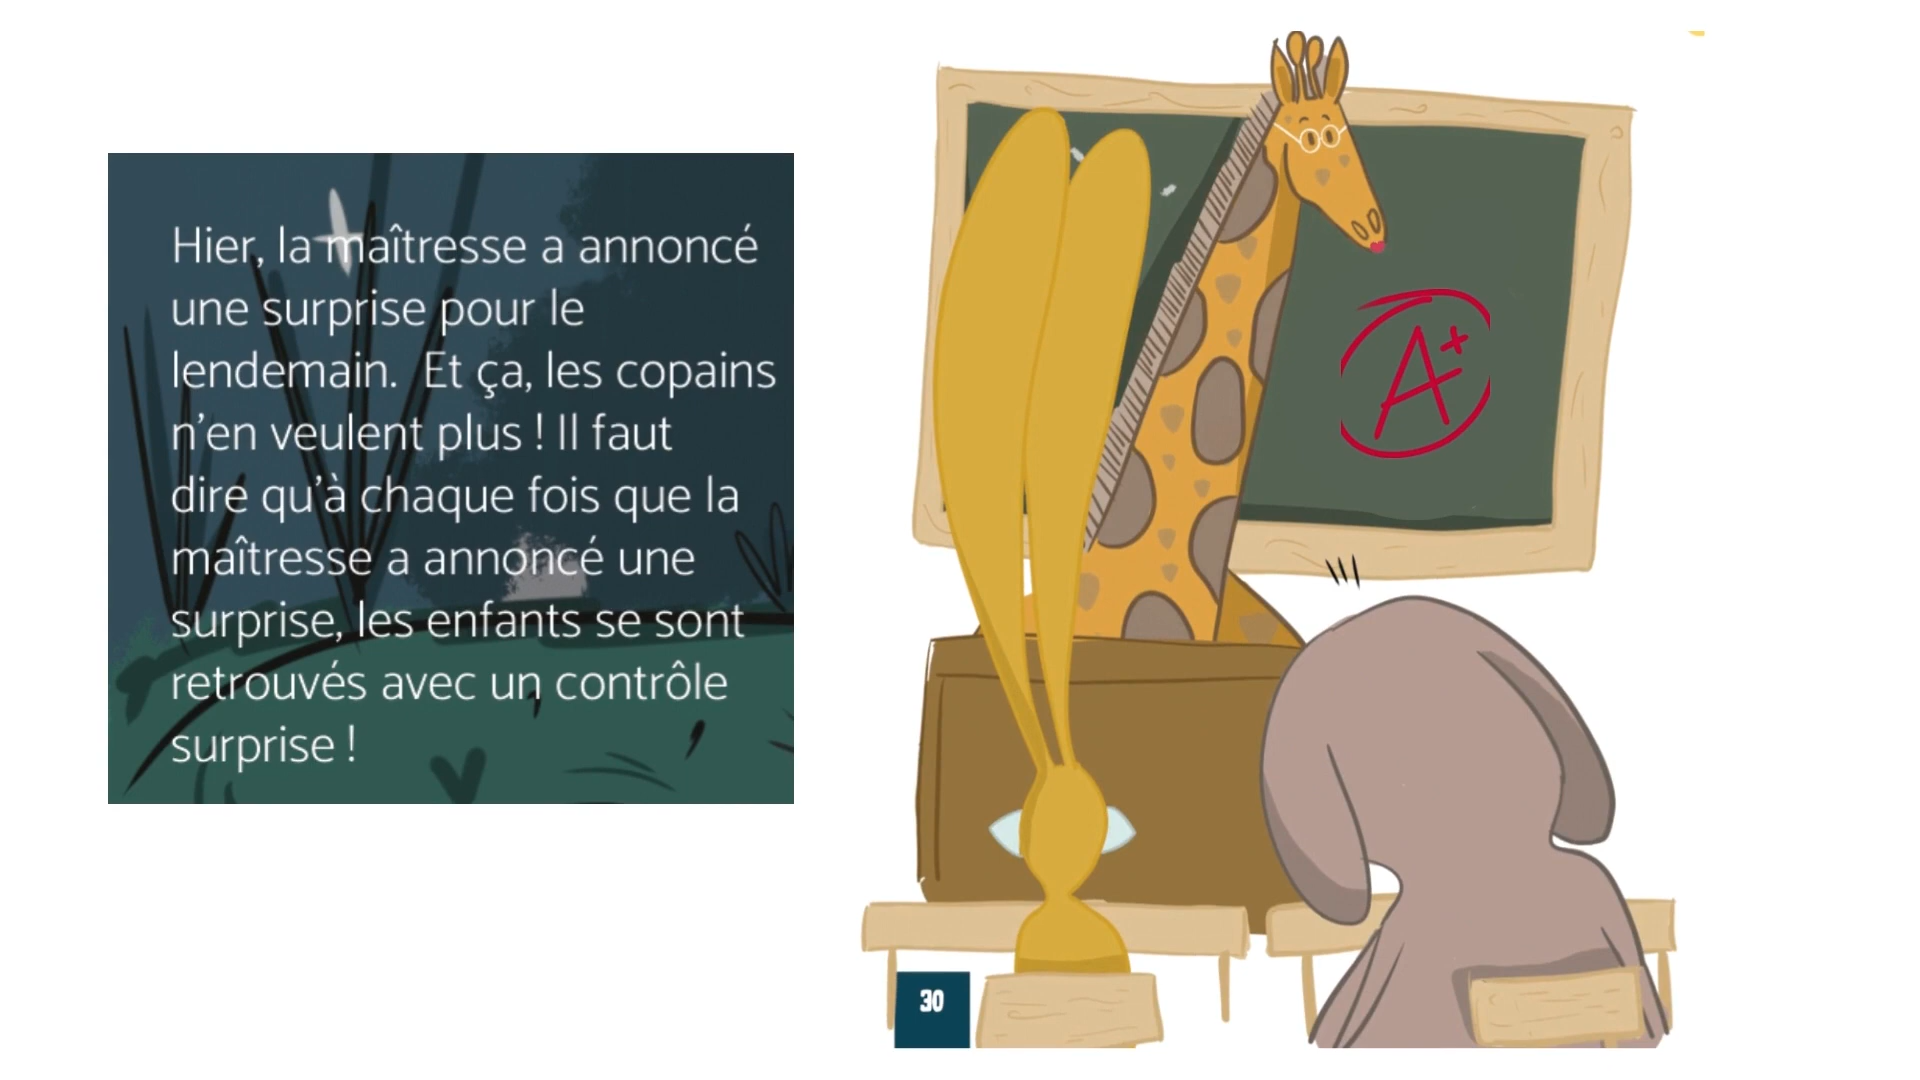 Hier, la maîtresse a annoncé
une surprise pour le
lendemain. Et ça, les copains
n'en veulent plus ! Il faut
dire qu'à chaque fois que la
maîtresse a annoncé une
surprise, les enfants se sont
retrouvés avec un contrôle
surprise !
A+
30